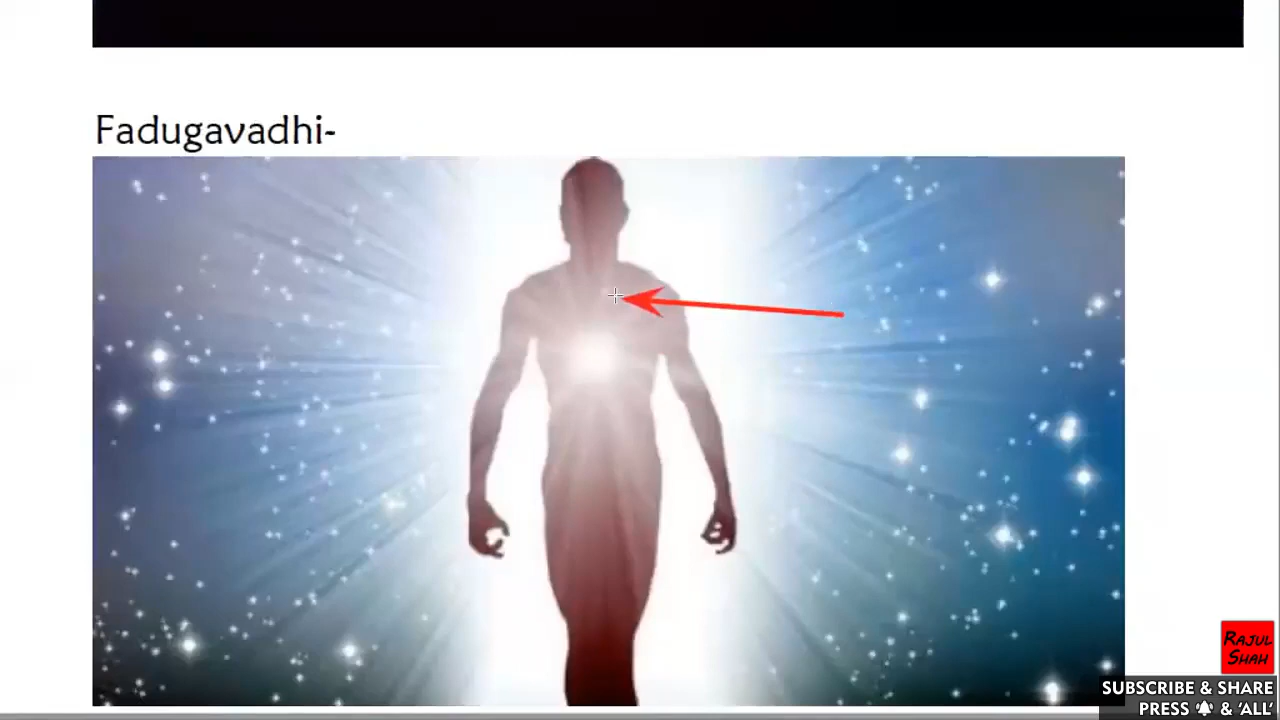 Fadugavadhi-
RAJUL
SHAH
SUBSCRIBE & SHARE
PRESS 🔔 & 'ALL'